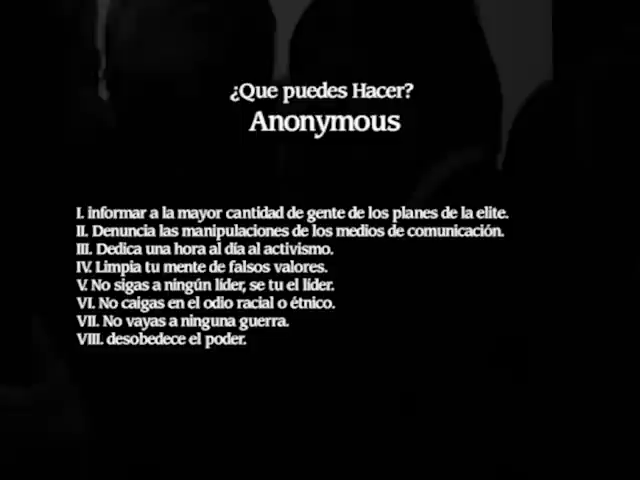 ¿Que puedes Hacer?
Anonymous
I. informar a la mayor cantidad de gente de los planes de la elite.
II. Denuncia las manipulaciones de los medios de comunicación.
III. Dedica una hora al día al activismo.
IV. Limpia tu mente de falsos valores.
V. No sigas a ningún líder, se tu el líder.
VI. No caigas en el odio racial o étnico.
VII. No vayas a ninguna guerra.
VIII. desobedece el poder.